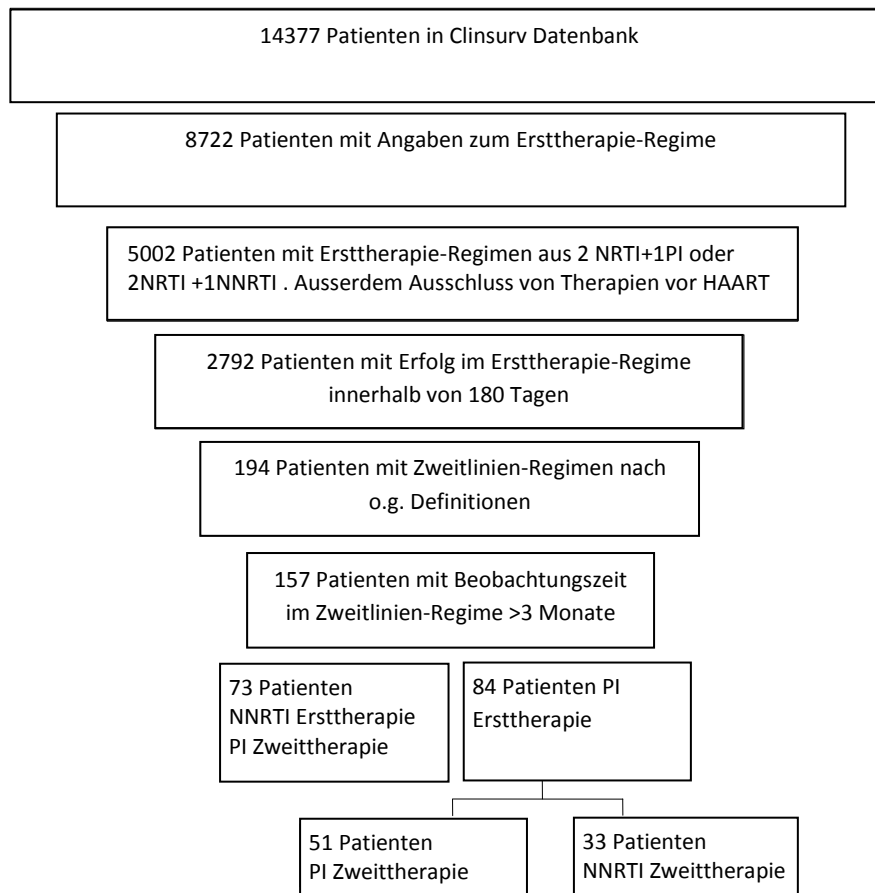 14377 Patienten in Clinsurv Datenbank
8722 Patienten mit Angaben zum Ersttherapie-Regime
5002 Patienten mit Ersttherapie-Regimen aus 2 NRTI+1PI oder
2NRTI +1NNRTI . Ausserdem Ausschluss von Therapien vor HAART
2792 Patienten mit Erfolg im Ersttherapie-Regime
innerhalb von 180 Tagen
194 Patienten mit Zweitlinien-Regimen nach
o.g. Definitionen
157 Patienten mit Beobachtungszeit
im Zweitlinien-Regime >3 Monate
73 Patienten
NNRTI Ersttherapie
PI Zweittherapie
84 Patienten PI
Ersttherapie
51 Patienten
PI Zweittherapie
33 Patienten
NNRTI Zweittherapie